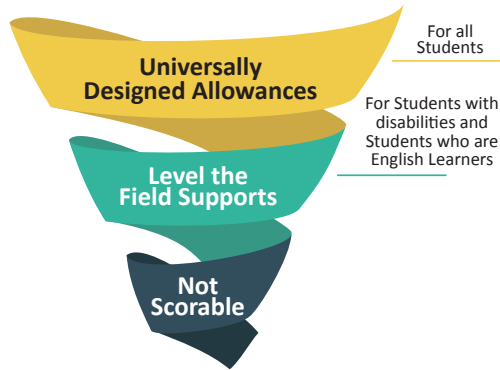 For all
Students
Universally
Designed Allowances
For Students with
disabilities and
Students who are
English Learners
Level the
Field Supports
Not
Scorable